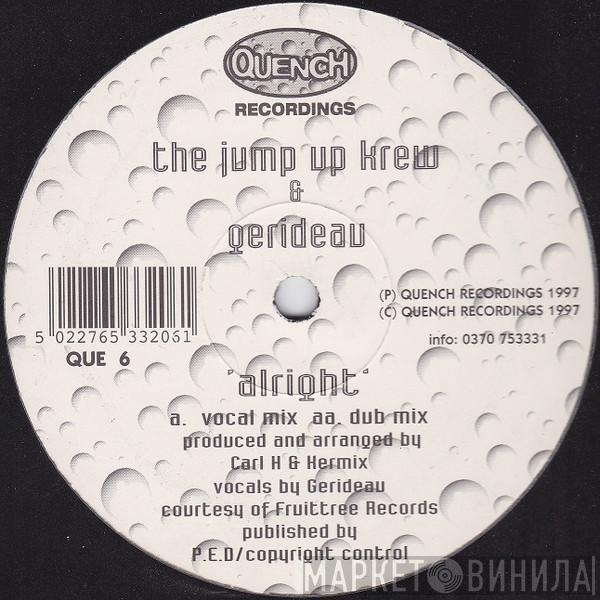 QUENCH
RECORDINGS
the jump up krew
&
gerideau
(P) QUENCH RECORDINGS 1997
(C) QUENCH RECORDINGS 1997
info: 0370 753331
5 022765 332061
QUE 6
'alright'
a. vocal mix aa. dub mix
produced and arranged by
Carl H & Hermix
vocals by Gerideau
courtesy of Fruittree Records
published by
P.E.D/copyright control
МАРКЕТ ВИНИЛА